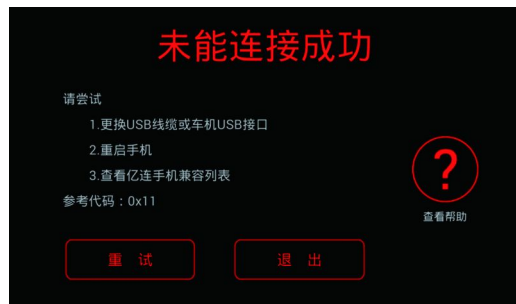 未能连接成功
请尝试
1.更换USB线缆或车机USB接口
2.重启手机
3.查看亿连手机兼容列表
参考代码：0x11
?
查看帮助
重 试
退 出